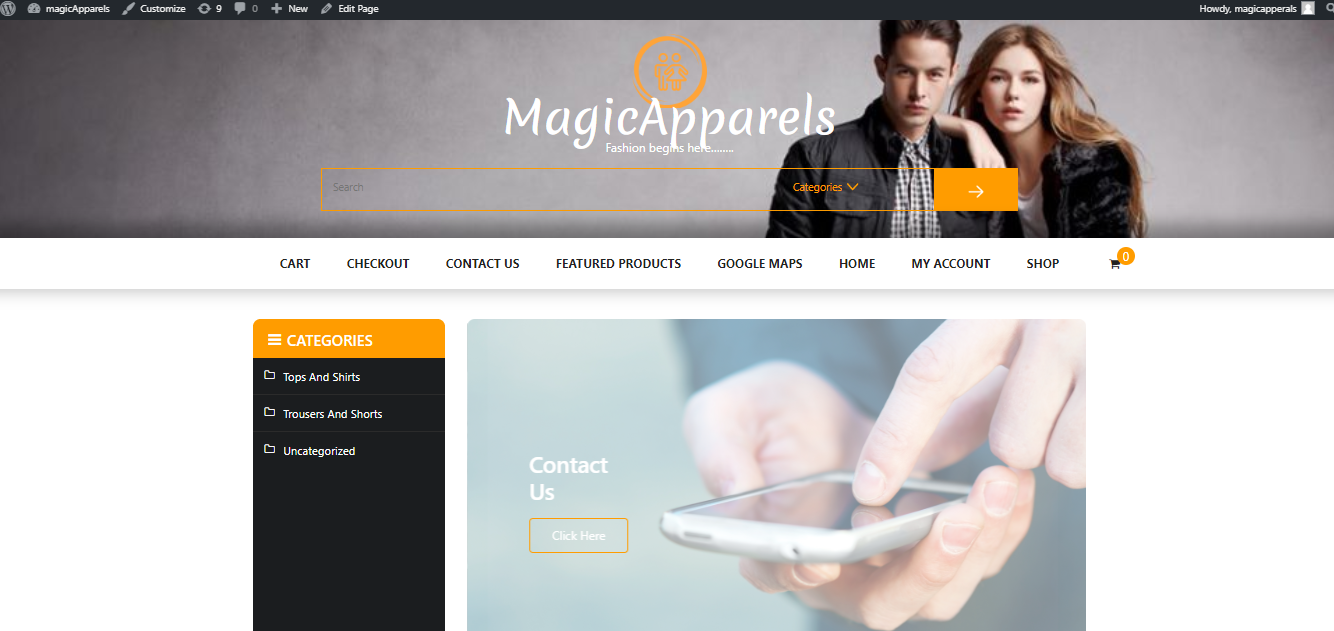 magicApparels Customize 9 0 New Edit Page Howdy, magicapperals
MagicApparels
Fashion begins here........
Search Categories
CART CHECKOUT CONTACT US FEATURED PRODUCTS GOOGLE MAPS HOME MY ACCOUNT SHOP 0
CATEGORIES
Tops And Shirts
Trousers And Shorts
Uncategorized
Contact
Us
Click Here